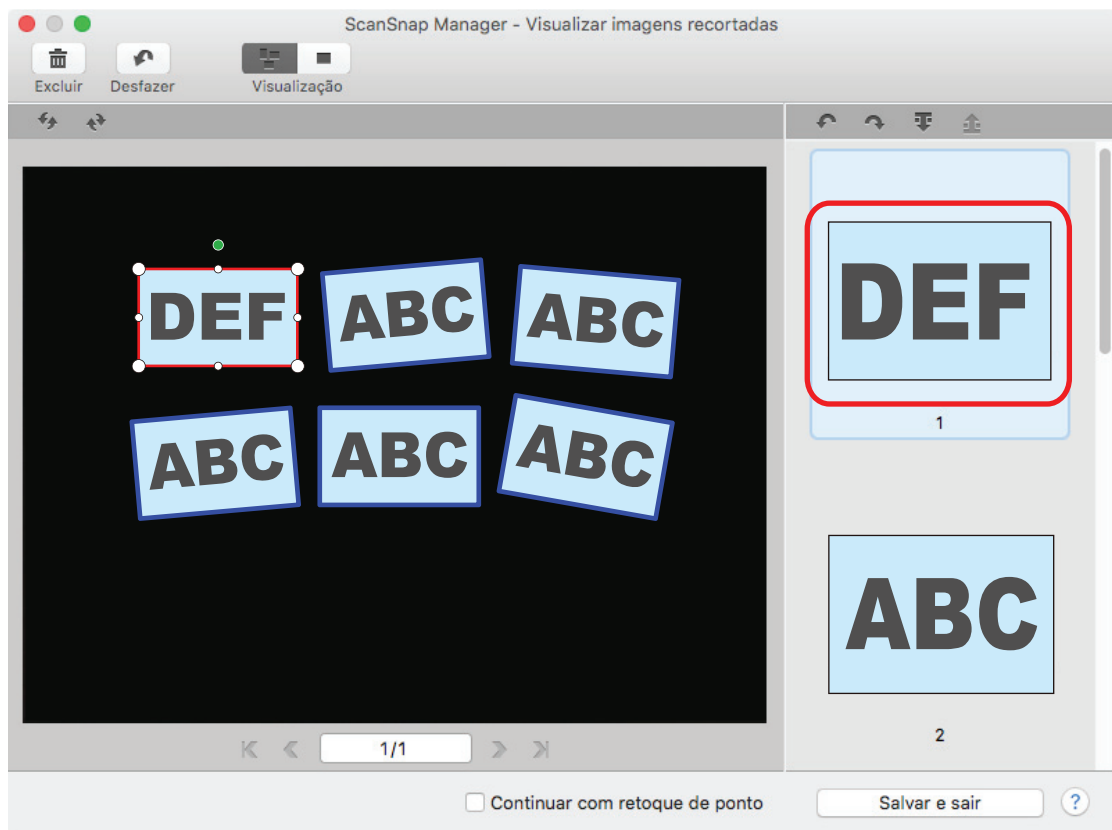 ScanSnap Manager - Visualizar imagens recortadas
Excluir Desfazer Visualização
DEF ABC ABC
ABC ABC ABC
1/1
DEF
1
ABC
2
Continuar com retoque de ponto
Salvar e sair ?